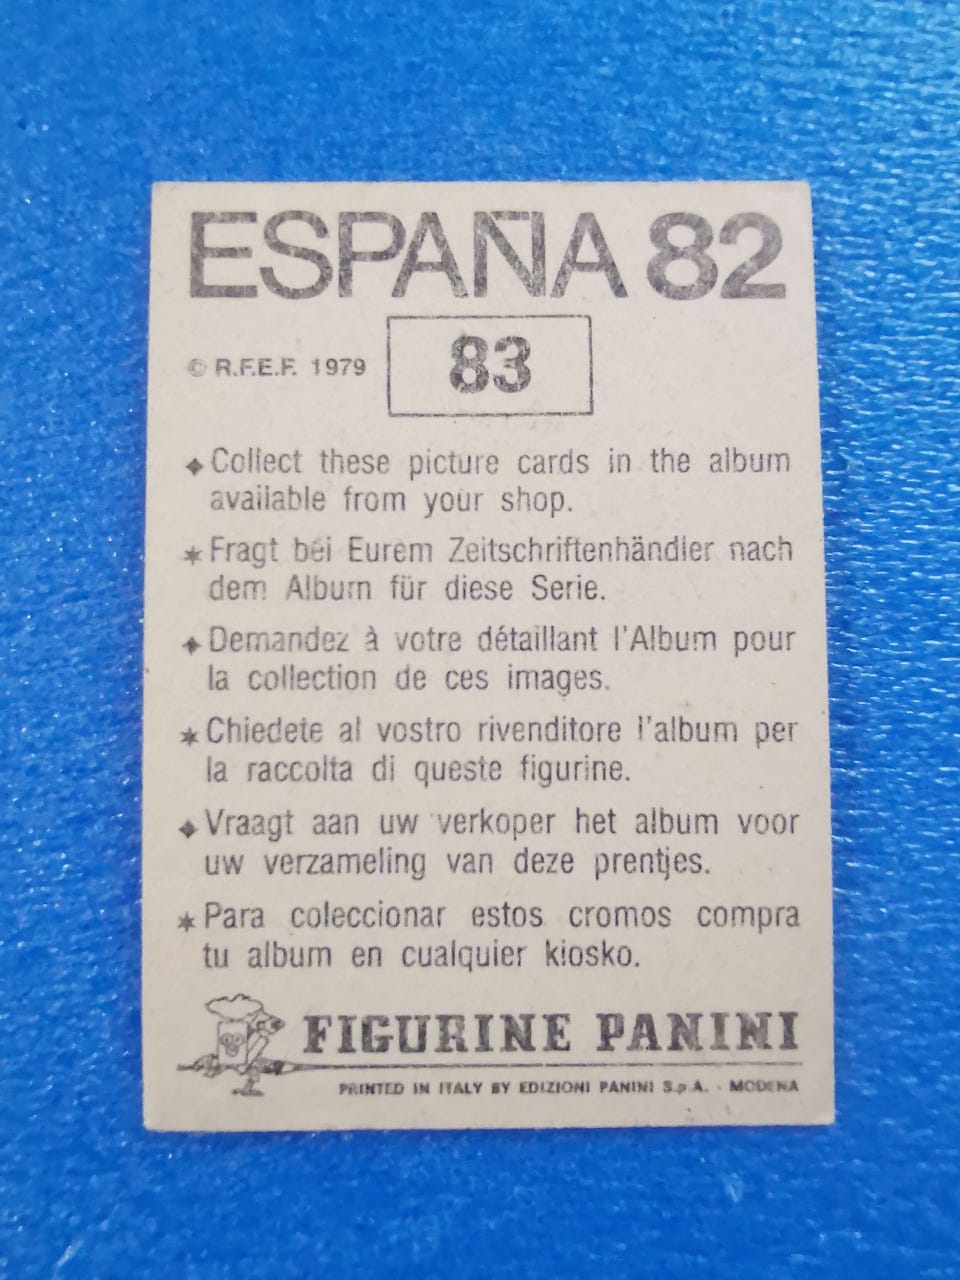 ESPAÑA 82
© R.F.E.F. 1979
83
◆ Collect these picture cards in the album
available from your shop.
✶ Fragt bei Eurem Zeitschriftenhändler nach
dem Album für diese Serie.
◆ Demandez à votre détaillant l'Album pour
la collection de ces images.
✶ Chiedete al vostro rivenditore l'album per
la raccolta di queste figurine.
◆ Vraagt aan uw verkoper het album voor
uw verzameling van deze prentjes.
✶ Para coleccionar estos cromos compra
tu album en cualquier kiosko.
FIGURINE PANINI
PRINTED IN ITALY BY EDIZIONI PANINI S.p.A. - MODENA